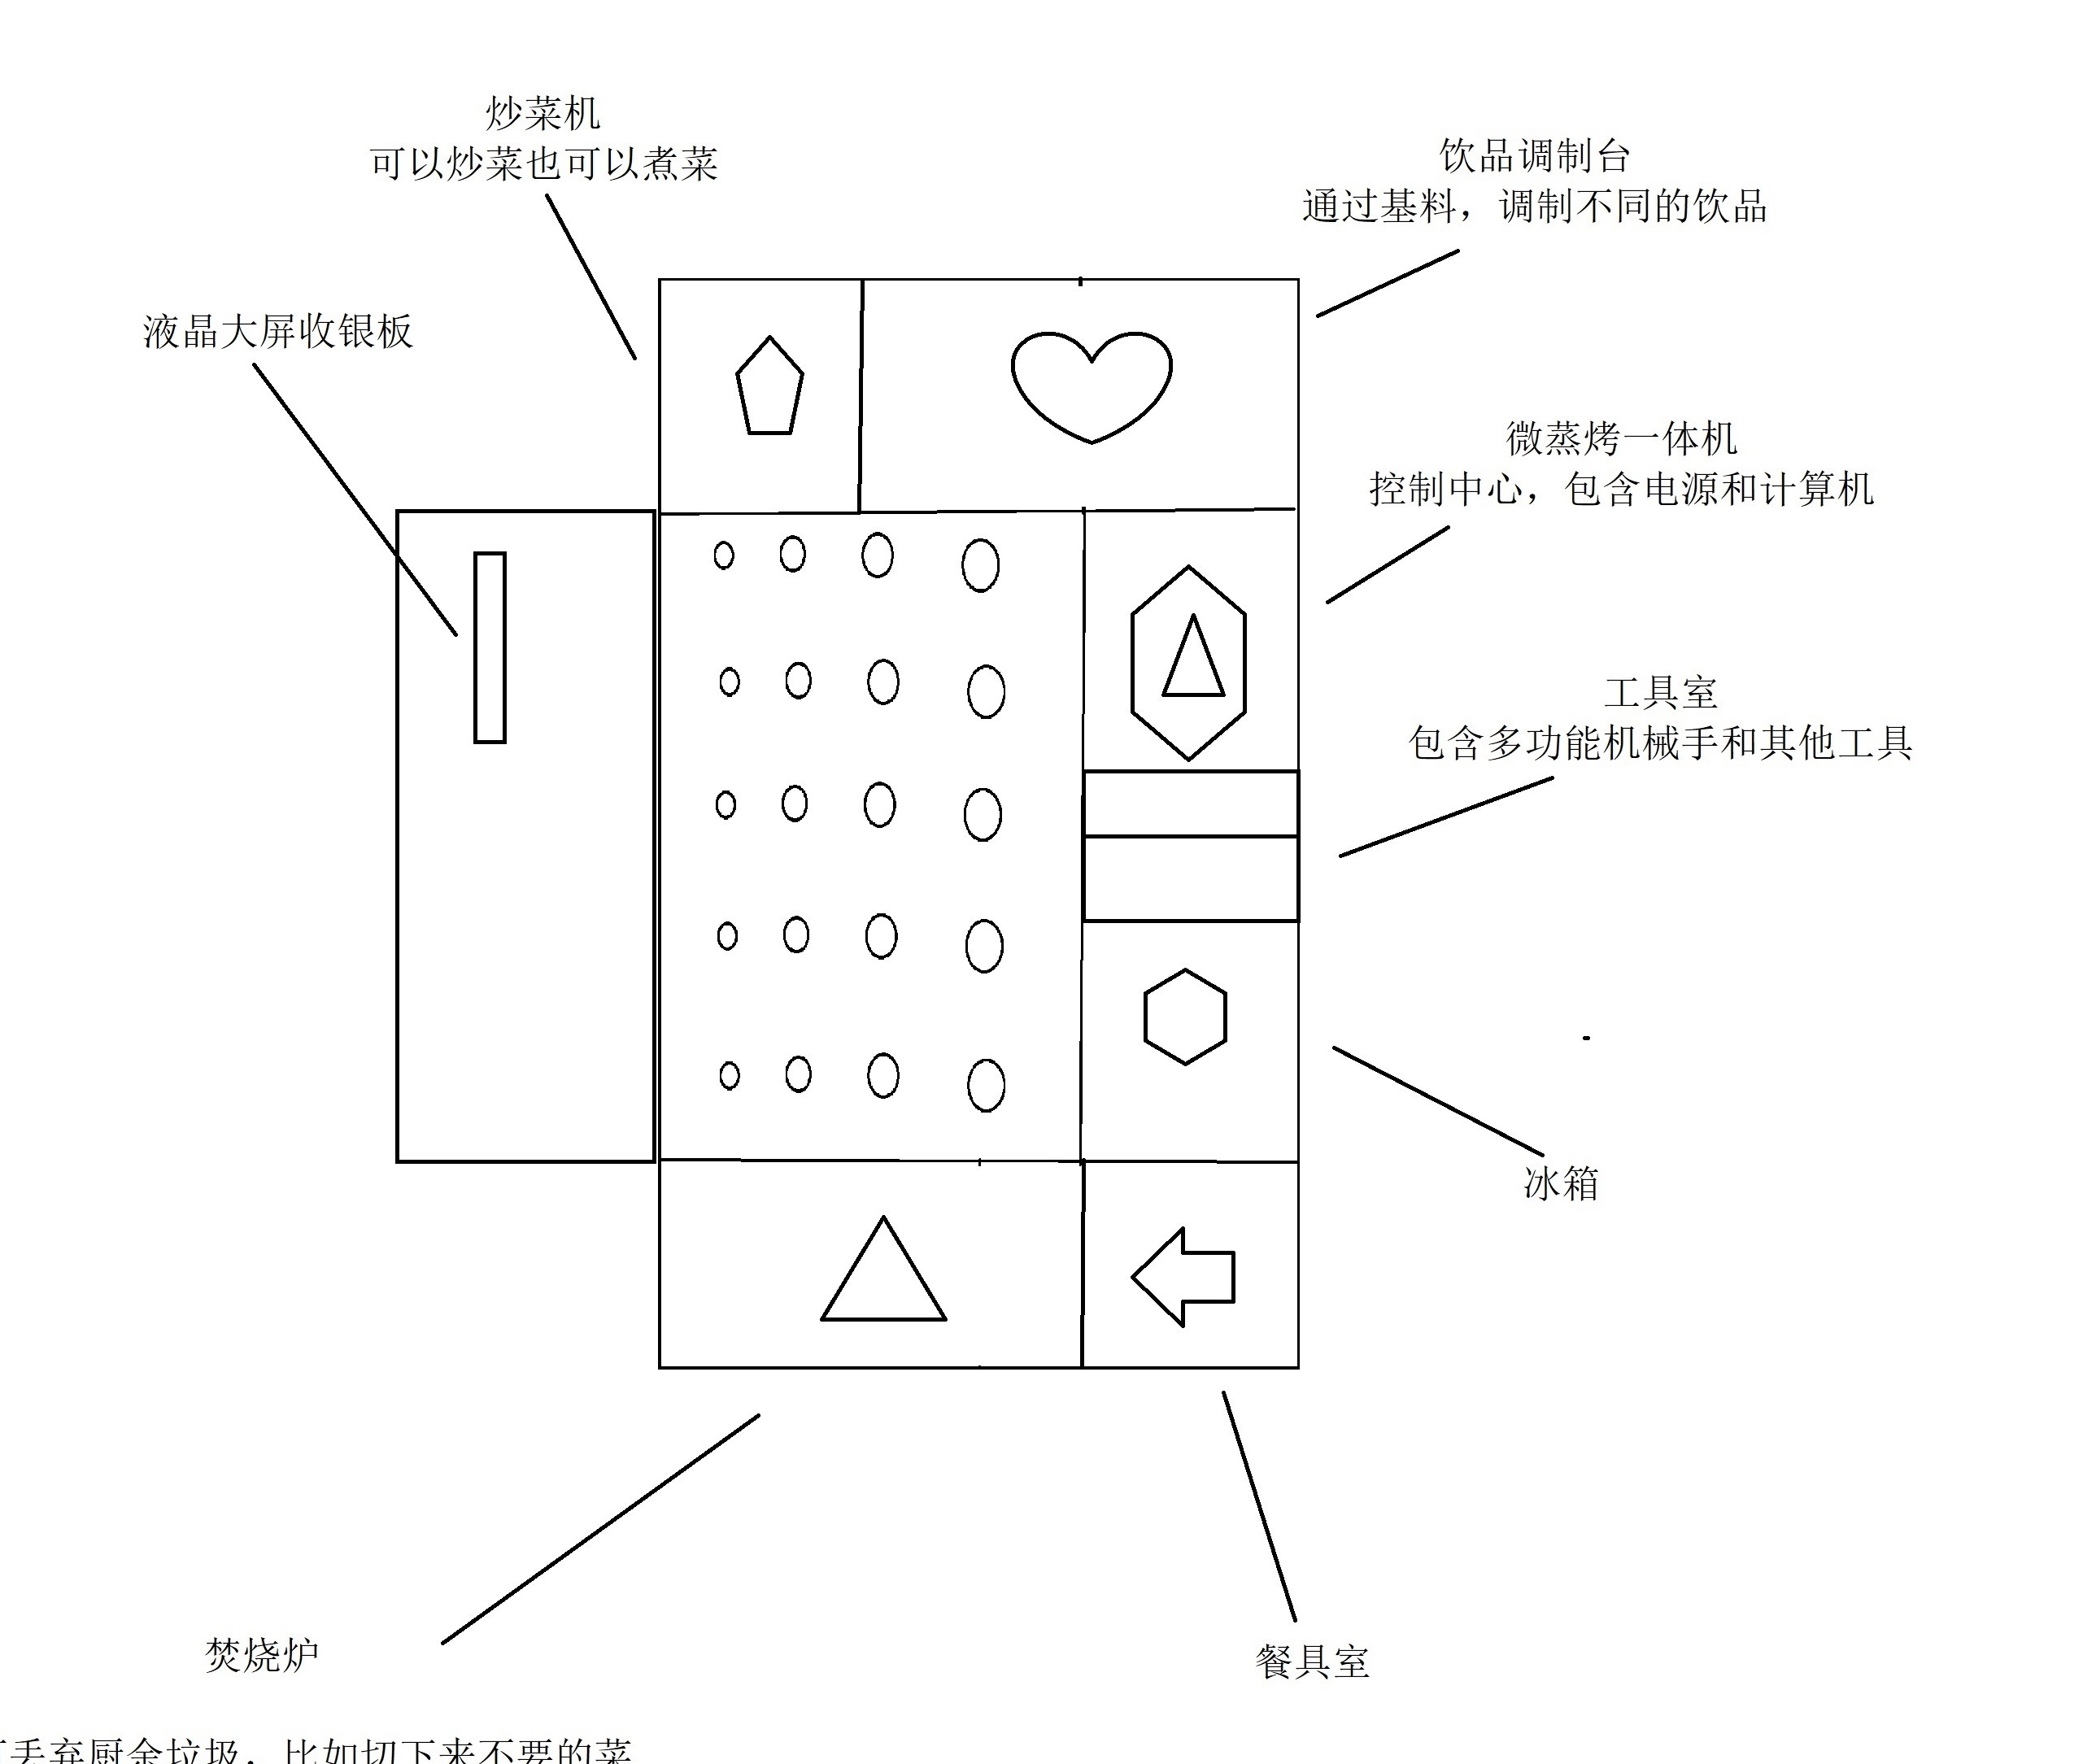 炒菜机
可以炒菜也可以煮菜
饮品调制台
通过基料，调制不同的饮品
液晶大屏收银板
微蒸烤一体机
控制中心，包含电源和计算机
工具室
包含多功能机械手和其他工具
冰箱
焚烧炉
餐具室
丢弃厨余垃圾，比如切下来不要的菜